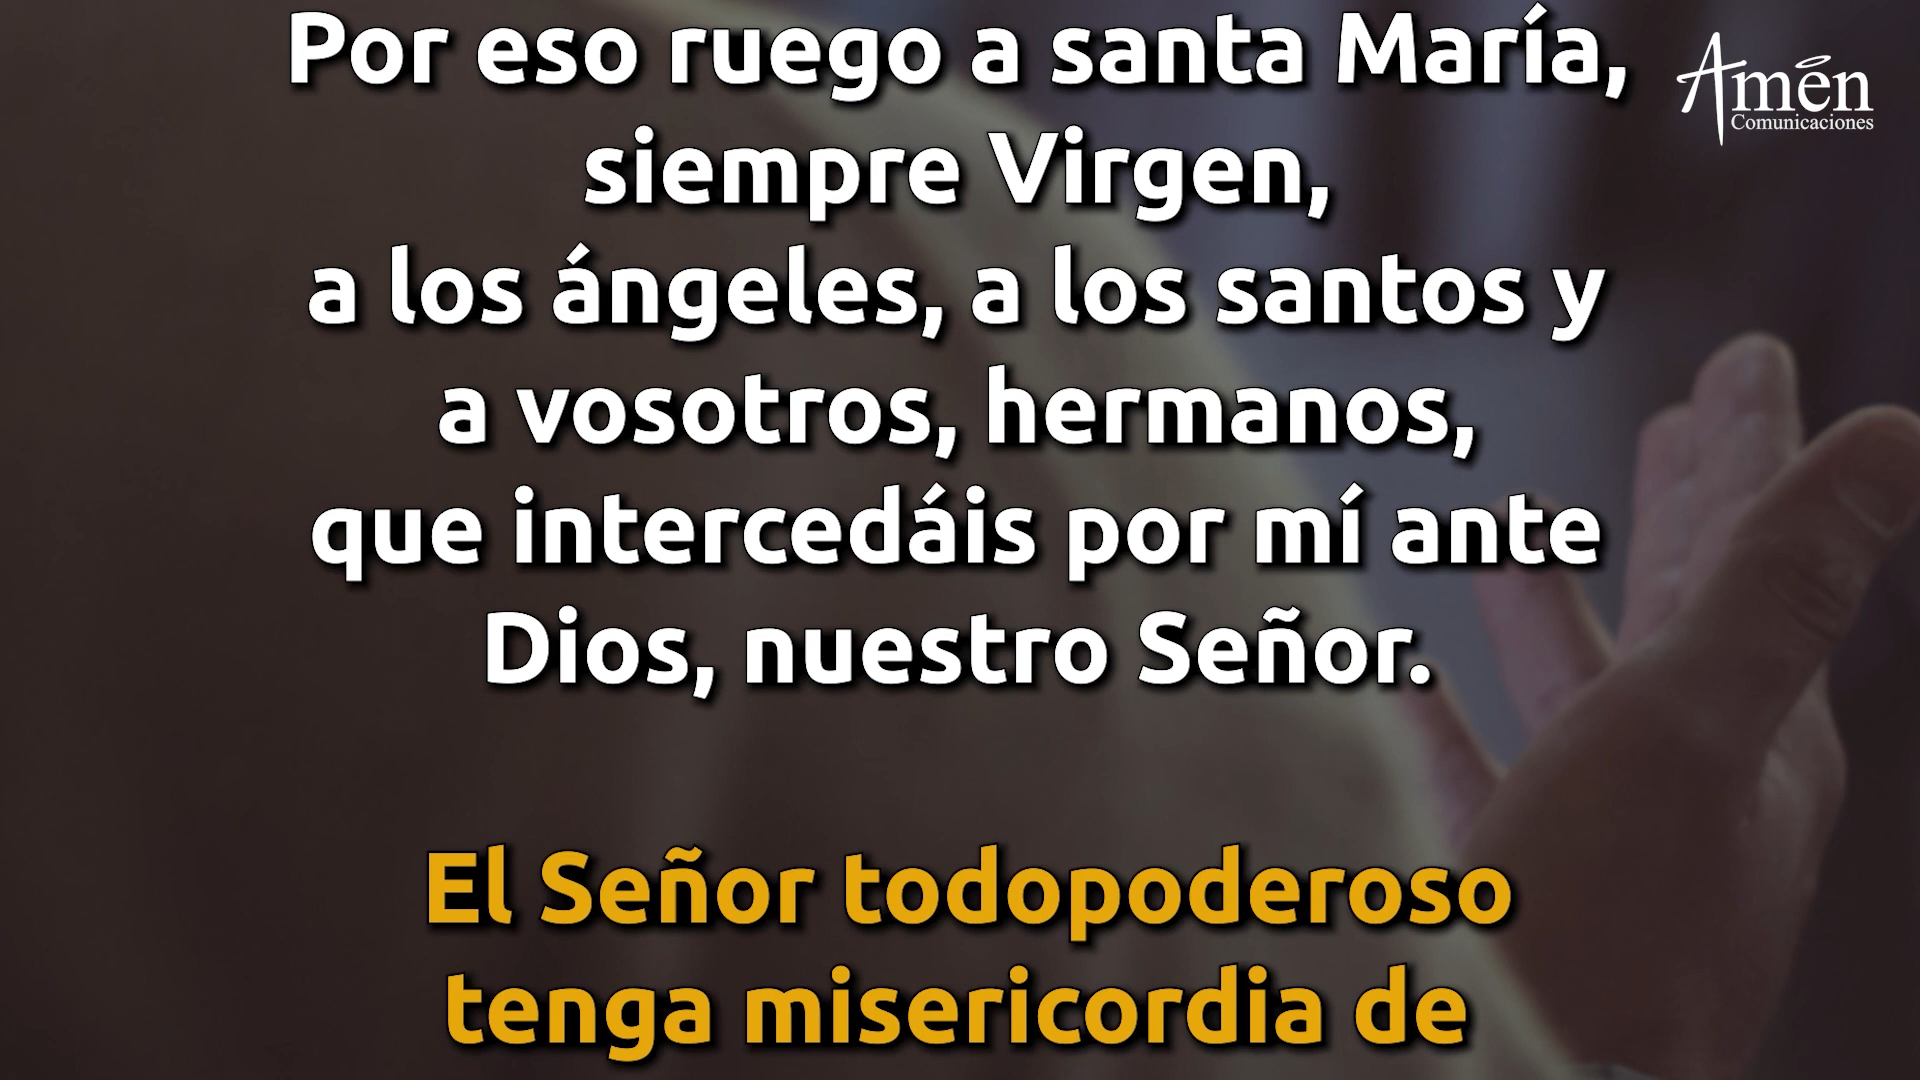 Por eso ruego a santa María,
siempre Virgen,
a los ángeles, a los santos y
a vosotros, hermanos,
que intercedáis por mí ante
Dios, nuestro Señor.
El Señor todopoderoso
tenga misericordia de
Amén
Comunicaciones